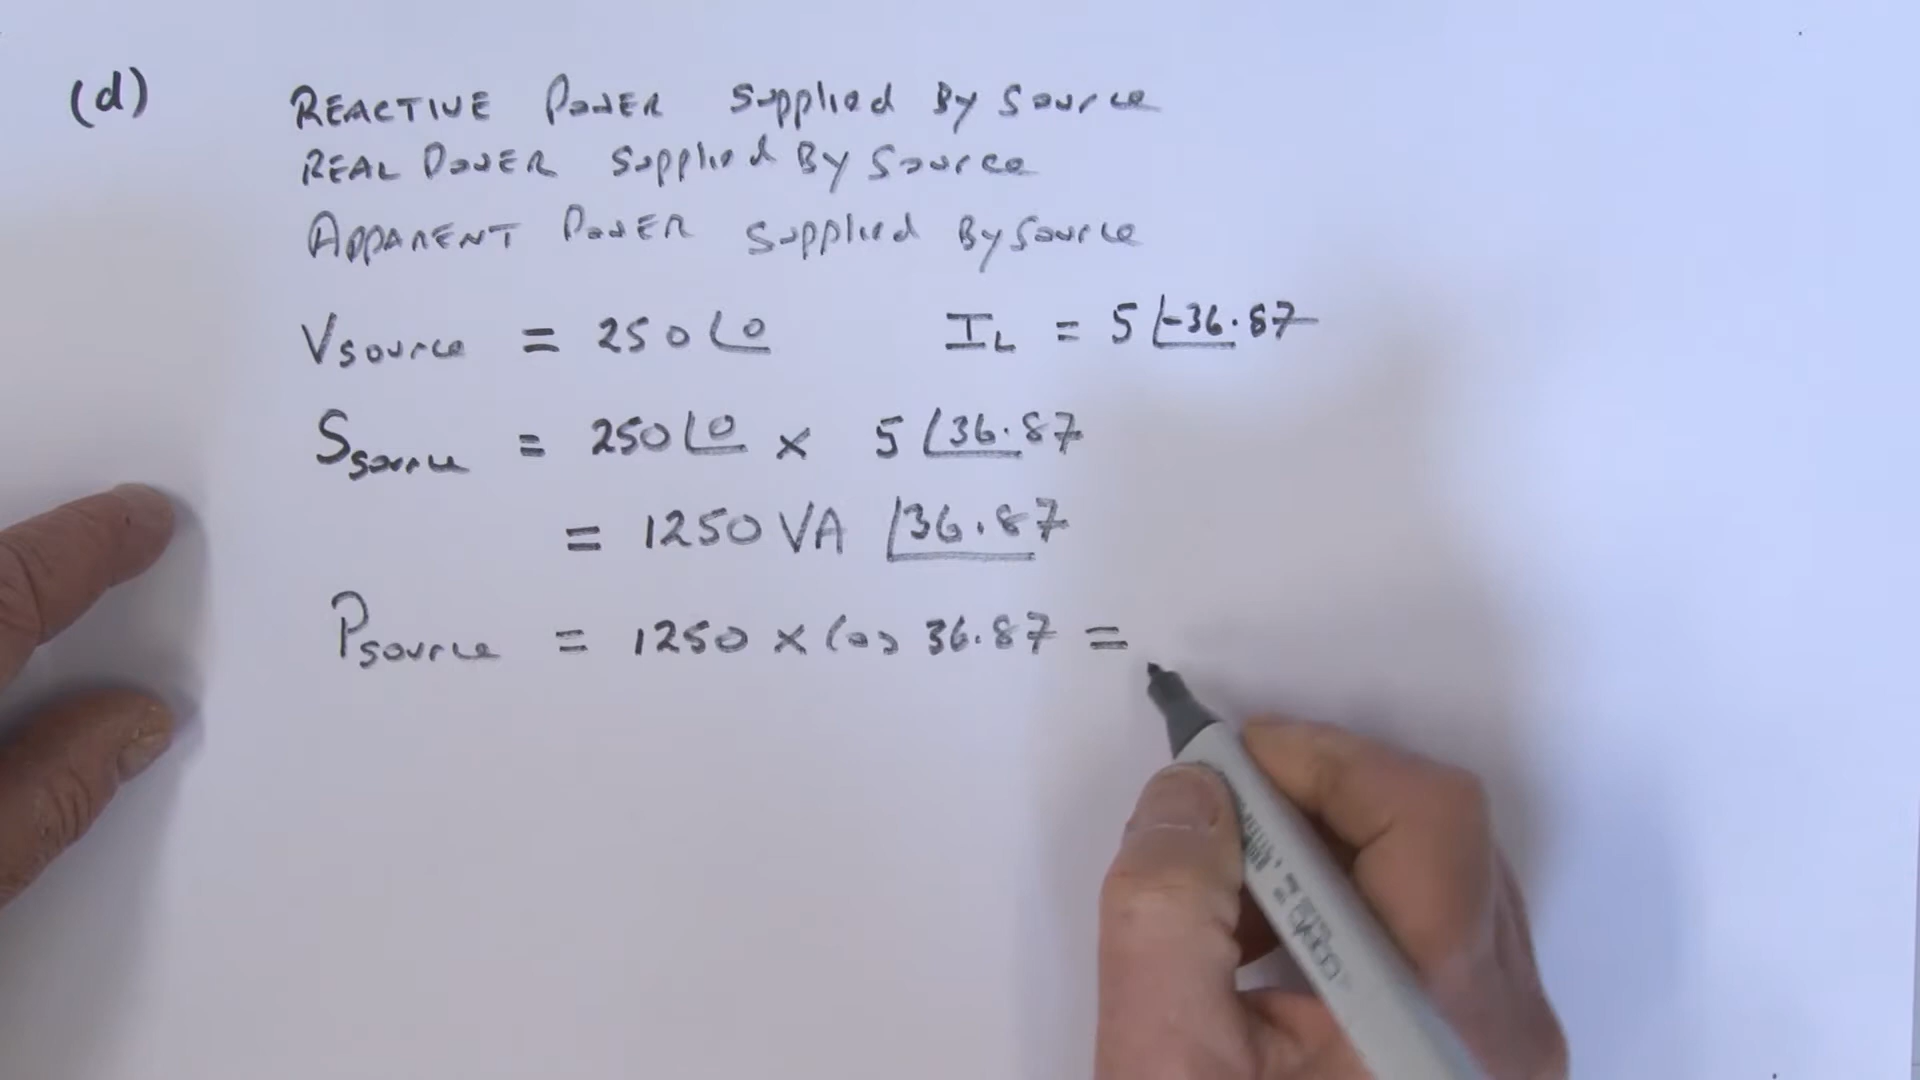 (d) REACTIVE POWER Supplied By Source
REAL POWER Supplied By Source
APPARENT POWER Supplied By Source
Vsource = 250∠0 IL = 5∠-36.87
Ssource = 250∠0 x 5∠36.87
= 1250 VA ∠36.87
Psource = 1250 x Cos 36.87 =